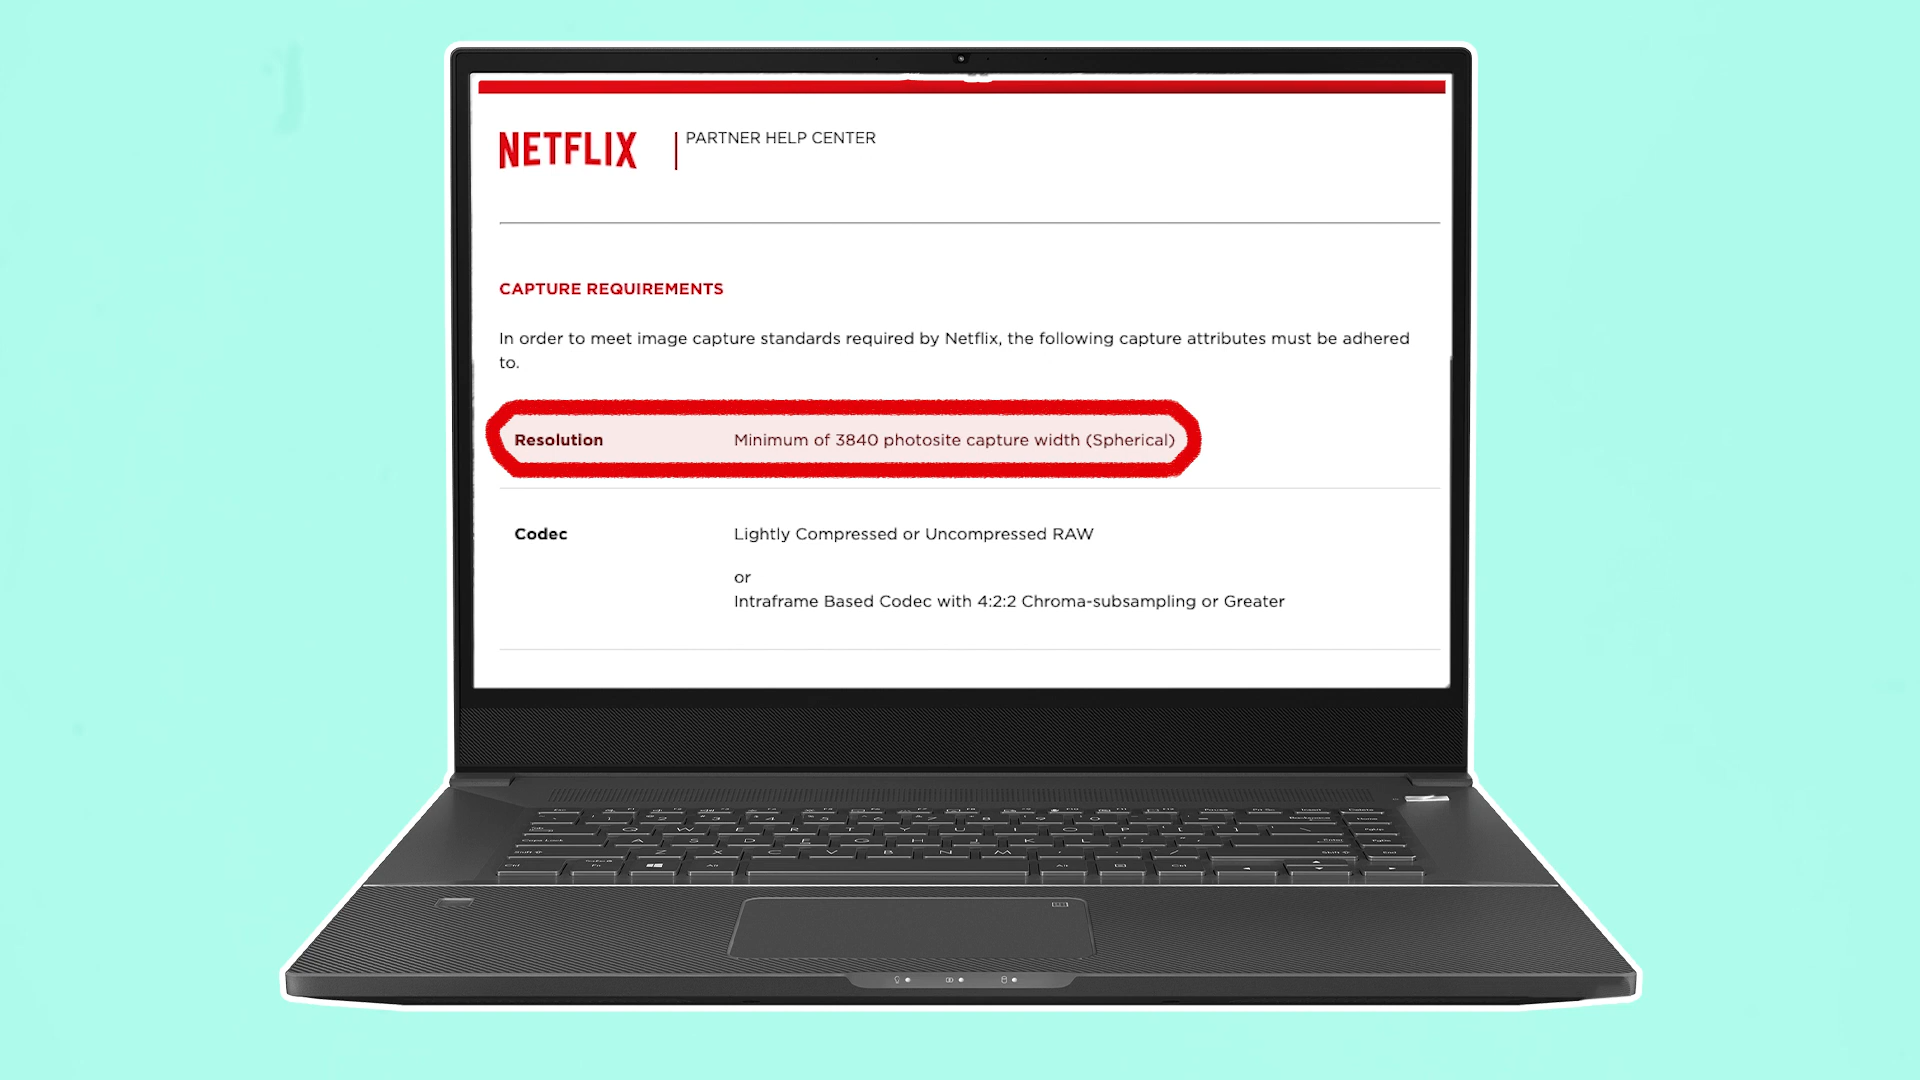 NETFLIX
PARTNER HELP CENTER
CAPTURE REQUIREMENTS
In order to meet image capture standards required by Netflix, the following capture attributes must be adhered
to.
Resolution Minimum of 3840 photosite capture width (Spherical)
Codec Lightly Compressed or Uncompressed RAW
or
Intraframe Based Codec with 4:2:2 Chroma-subsampling or Greater
Q W E R T Y U I O P
A S D F G H J K L
Z X C V B N M